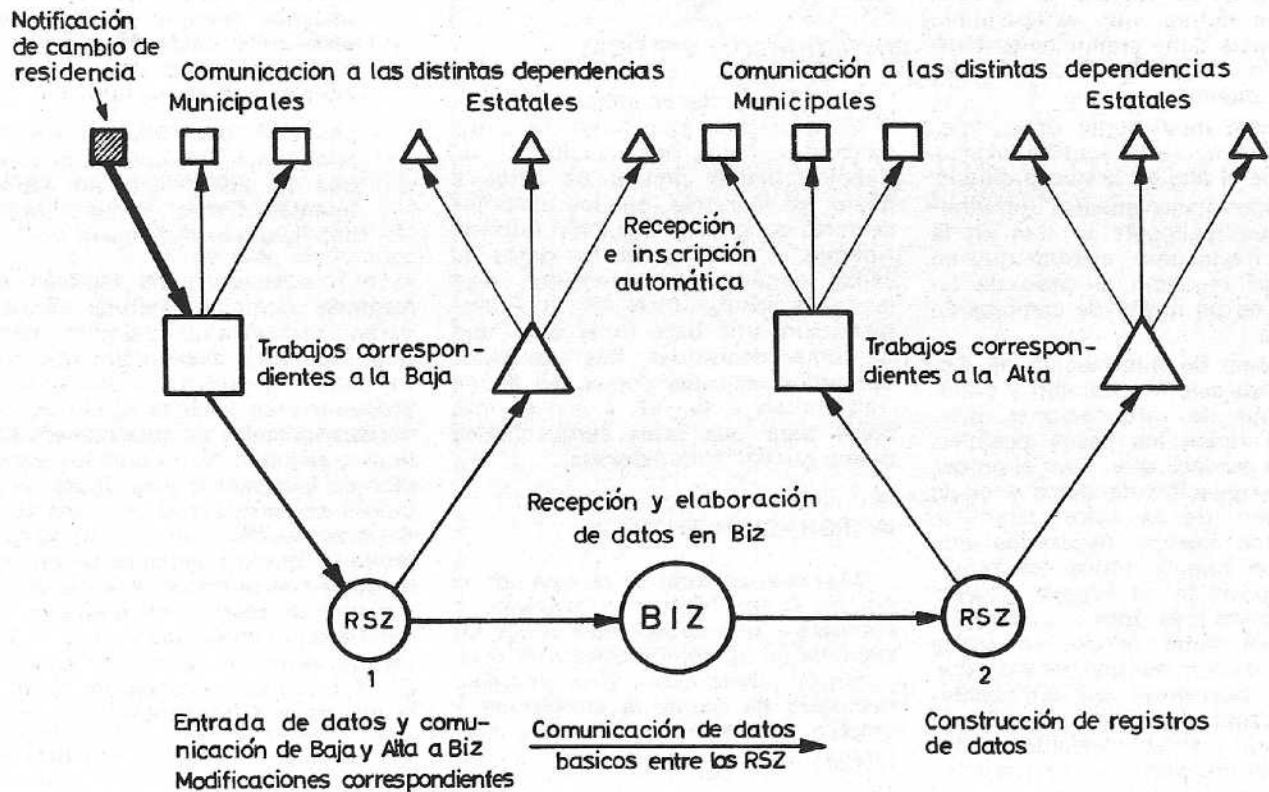 Notificación
de cambio de
residencia
Comunicacion a las distintas dependencias
Municipales
Estatales
Comunicación a las distintas dependencias
Municipales
Estatales
Recepción
e inscripción
automática
Trabajos correspon-
dientes a la Baja
Trabajos correspon-
dientes a la Alta
Recepción y elaboración
de datos en Biz
RSZ
BIZ
RSZ
1
2
Entrada de datos y comu-
nicación de Baja y Alta a Biz
Modificaciones correspondientes
Comunicación de datos
basicos entre los RSZ
Construcción de registros
de datos